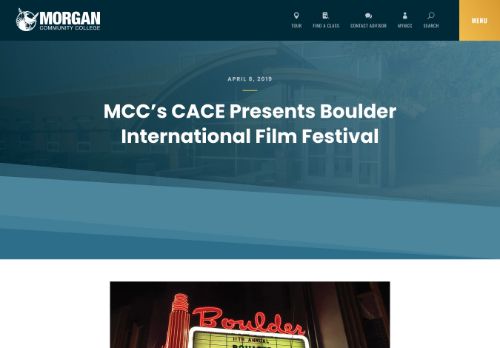 MORGAN
COMMUNITY COLLEGE
TOUR
FIND A CLASS
CONTACT ADVISOR
MYMCC
SEARCH
MENU
APRIL 8, 2019
MCC's CACE Presents Boulder
International Film Festival
Boulder
11TH ANNUAL